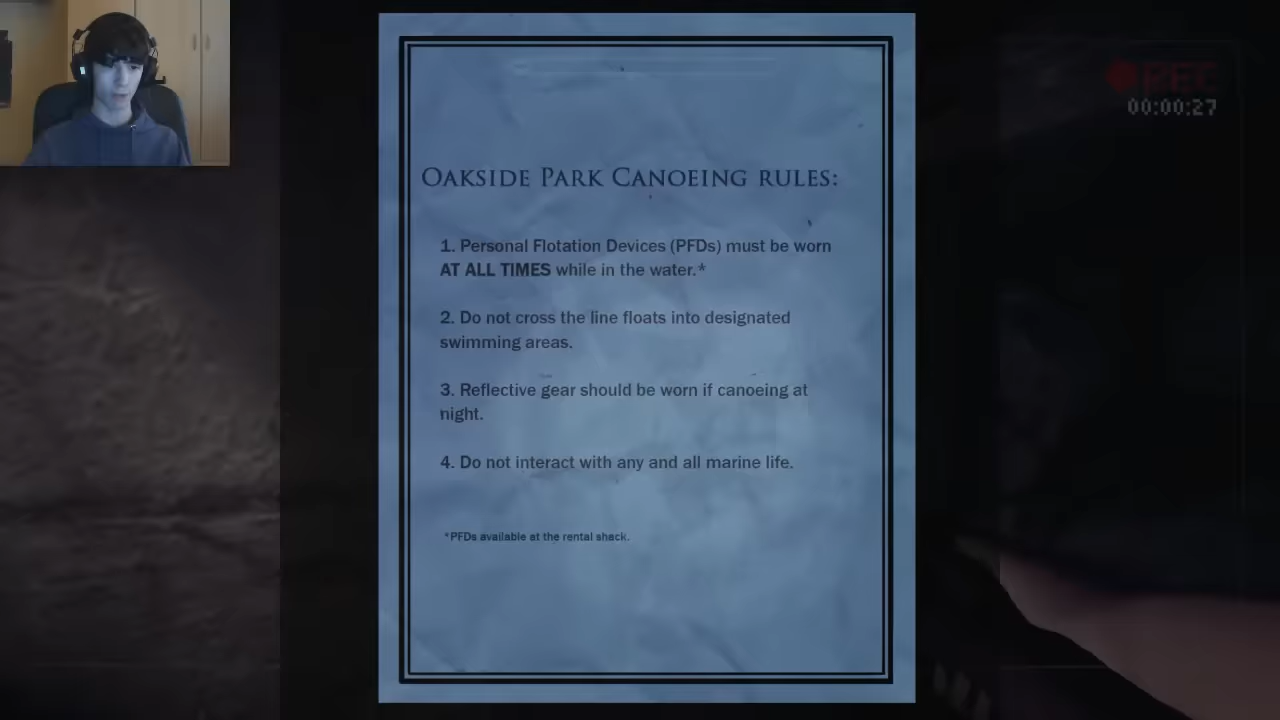 REC
00:00:27
OAKSIDE PARK CANOEING RULES:
1. Personal Flotation Devices (PFDs) must be worn
AT ALL TIMES while in the water.*
2. Do not cross the line floats into designated
swimming areas.
3. Reflective gear should be worn if canoeing at
night.
4. Do not interact with any and all marine life.
*PFDs available at the rental shack.